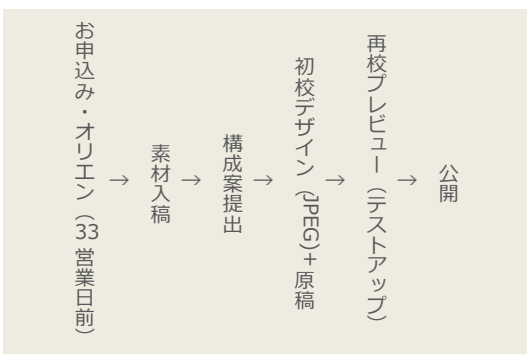 お申込み・オリエン（33営業日前）
→
素材入稿
→
構成案提出
→
初校デザイン（JPEG)＋原稿
→
再校プレビュー（テストアップ）
→
公開